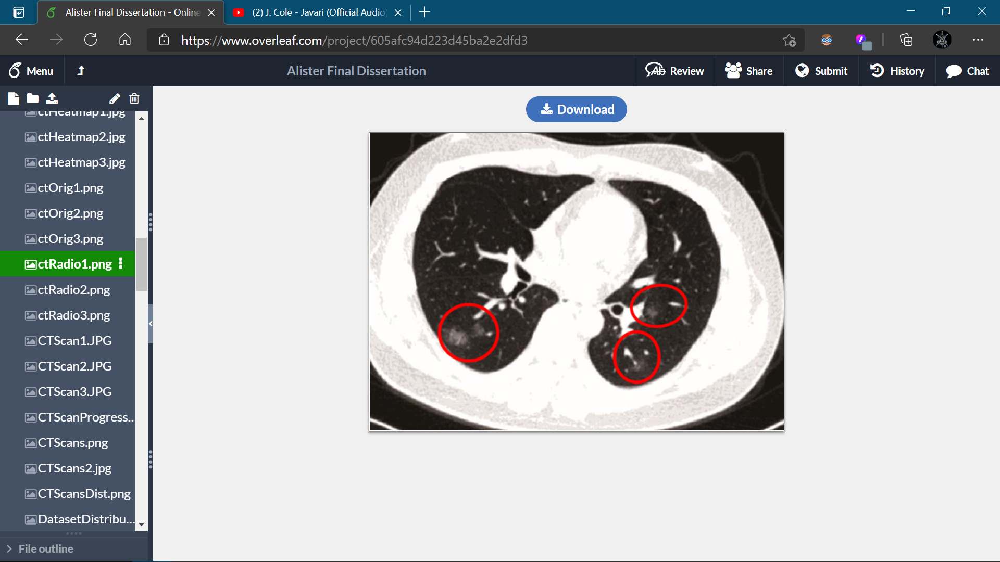 Alister Final Dissertation - Online
(2) J. Cole - Javari (Official Audio)
https://www.overleaf.com/project/605afc94d223d45ba2e2dfd3
Menu
Alister Final Dissertation
Review
Share
Submit
History
Chat
Download
ctHeatmap1.jpg
ctHeatmap2.jpg
ctHeatmap3.jpg
ctOrig1.png
ctOrig2.png
ctOrig3.png
ctRadio1.png
ctRadio2.png
ctRadio3.png
CTScan1.JPG
CTScan2.JPG
CTScan3.JPG
CTScanProgress...
CTScans.png
CTScans2.jpg
CTScansDist.png
DatasetDistribu...
File outline